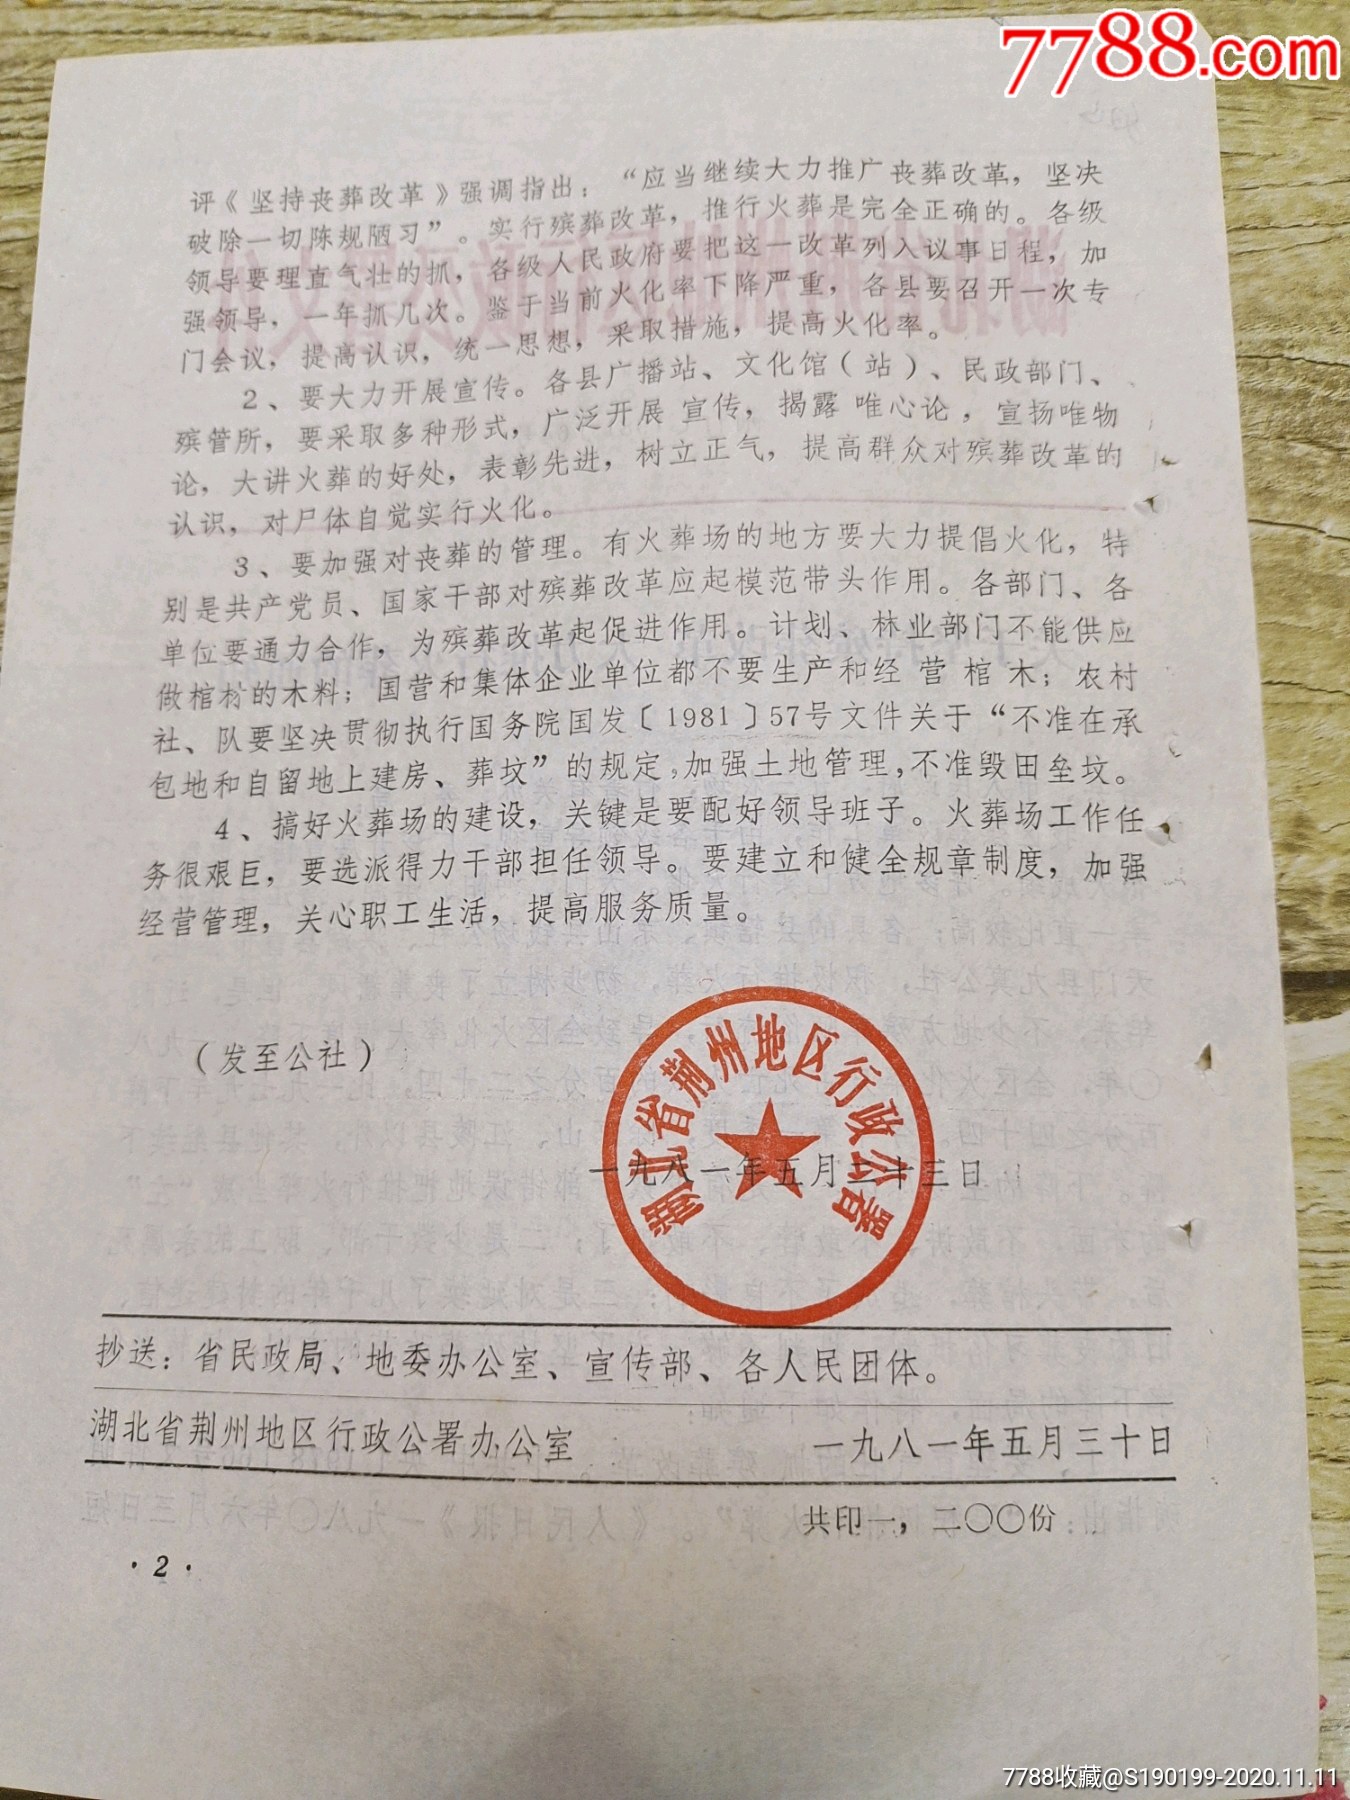 7788.com
评《坚持丧葬改革》强调指出：“应当继续大力推广丧葬改革，坚决
破除一切陈规陋习”。实行殡葬改革，推行火葬是完全正确的。各级
领导要理直气壮的抓，各级人民政府要把这一改革列入议事日程，加
强领导，一年抓几次。鉴于当前火化率下降严重，各县要召开一次专
门会议，提高认识，统一思想，采取措施，提高火化率。
2、要大力开展宣传。各县广播站、文化馆（站）、民政部门、
殡管所，要采取多种形式，广泛开展宣传，揭露唯心论，宣扬唯物
论，大讲火葬的好处，表彰先进，树立正气，提高群众对殡葬改革的
认识，对尸体自觉实行火化。
3、要加强对丧葬的管理。有火葬场的地方要大力提倡火化，特
别是共产党员、国家干部对殡葬改革应起模范带头作用。各部门、各
单位要通力合作，为殡葬改革起促进作用。计划、林业部门不能供应
做棺材的木料；国营和集体企业单位都不要生产和经营棺木；农村
社、队要坚决贯彻执行国务院国发〔1981〕57号文件关于“不准在承
包地和自留地上建房、葬坟”的规定，加强土地管理，不准毁田垒坟。
4、搞好火葬场的建设，关键是要配好领导班子。火葬场工作任
务很艰巨，要选派得力干部担任领导。要建立和健全规章制度，加强
经营管理，关心职工生活，提高服务质量。
（发至公社）
湖北省荆州地区行政公署
一九八一年五月二十三日
抄送：省民政局、地委办公室、宣传部、各人民团体。
湖北省荆州地区行政公署办公室 一九八一年五月三十日
共印一，二〇〇份
·2·
7788收藏@S190199-2020.11.11